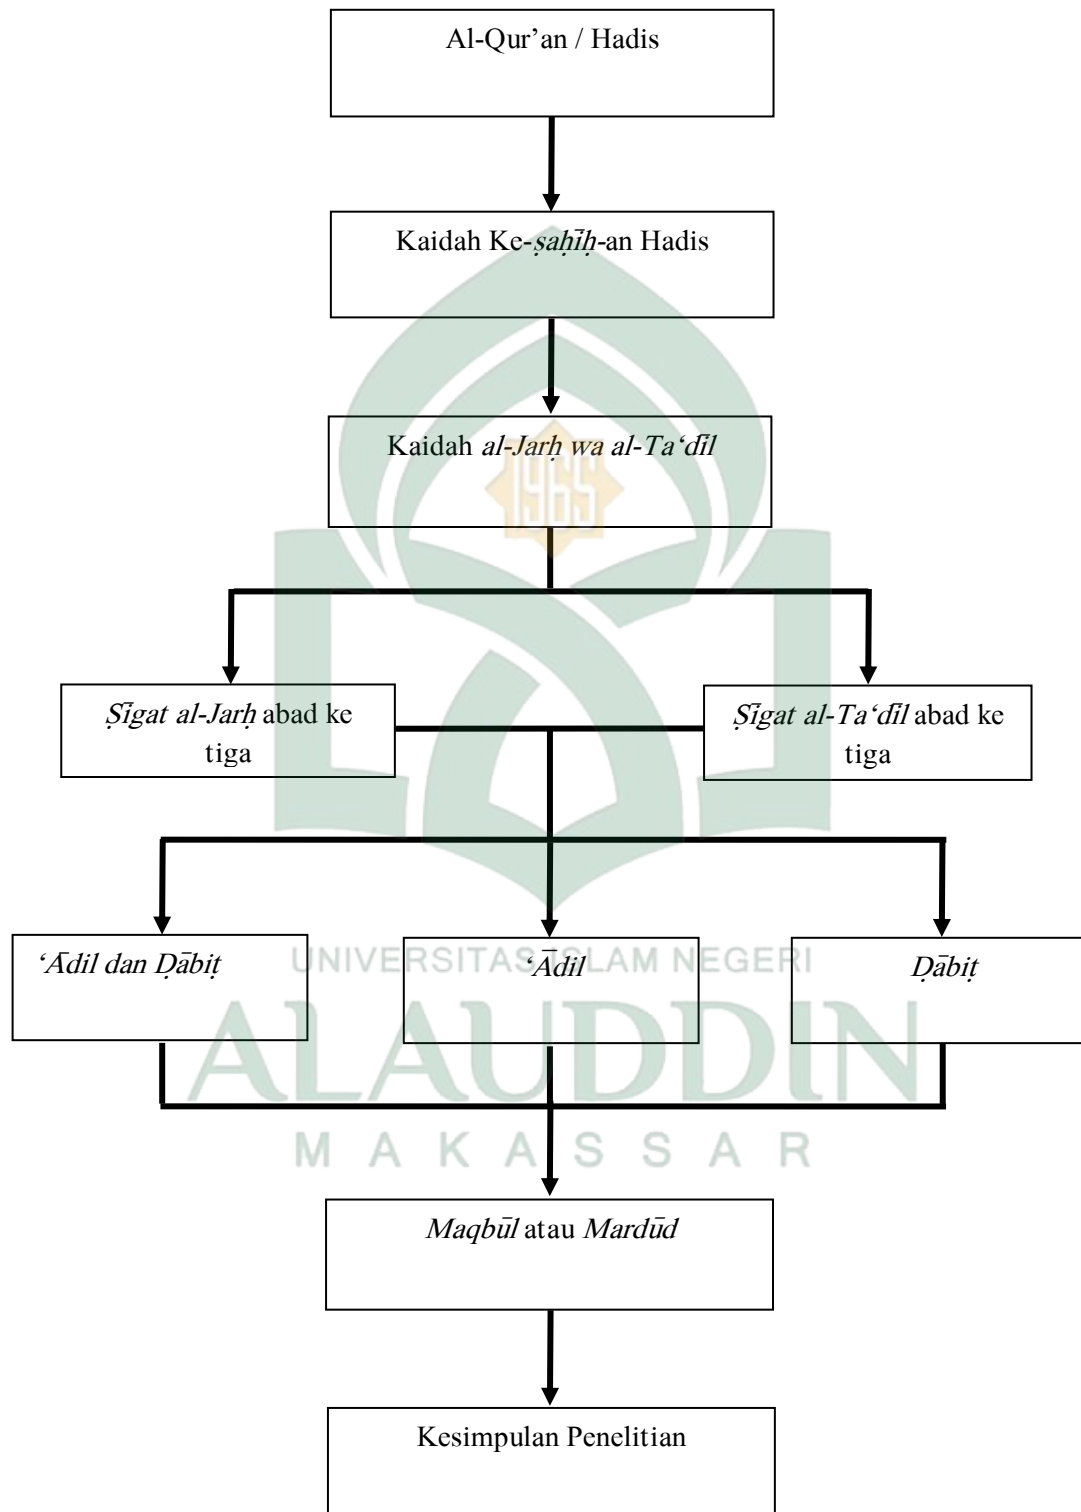 Al-Qur’an / Hadis
Kaidah Ke-ṣaḥīḥ-an Hadis
Kaidah al-Jarḥ wa al-Ta‘dīl
1965
Ṣīgat al-Jarḥ abad ke
tiga
Ṣīgat al-Ta‘dīl abad ke
tiga
‘Ādil dan Ḍābiṭ
‘Ādil
Ḍābiṭ
UNIVERSITAS ISLAM NEGERI
ALAUDDIN
MAKASSAR
Maqbūl atau Mardūd
Kesimpulan Penelitian